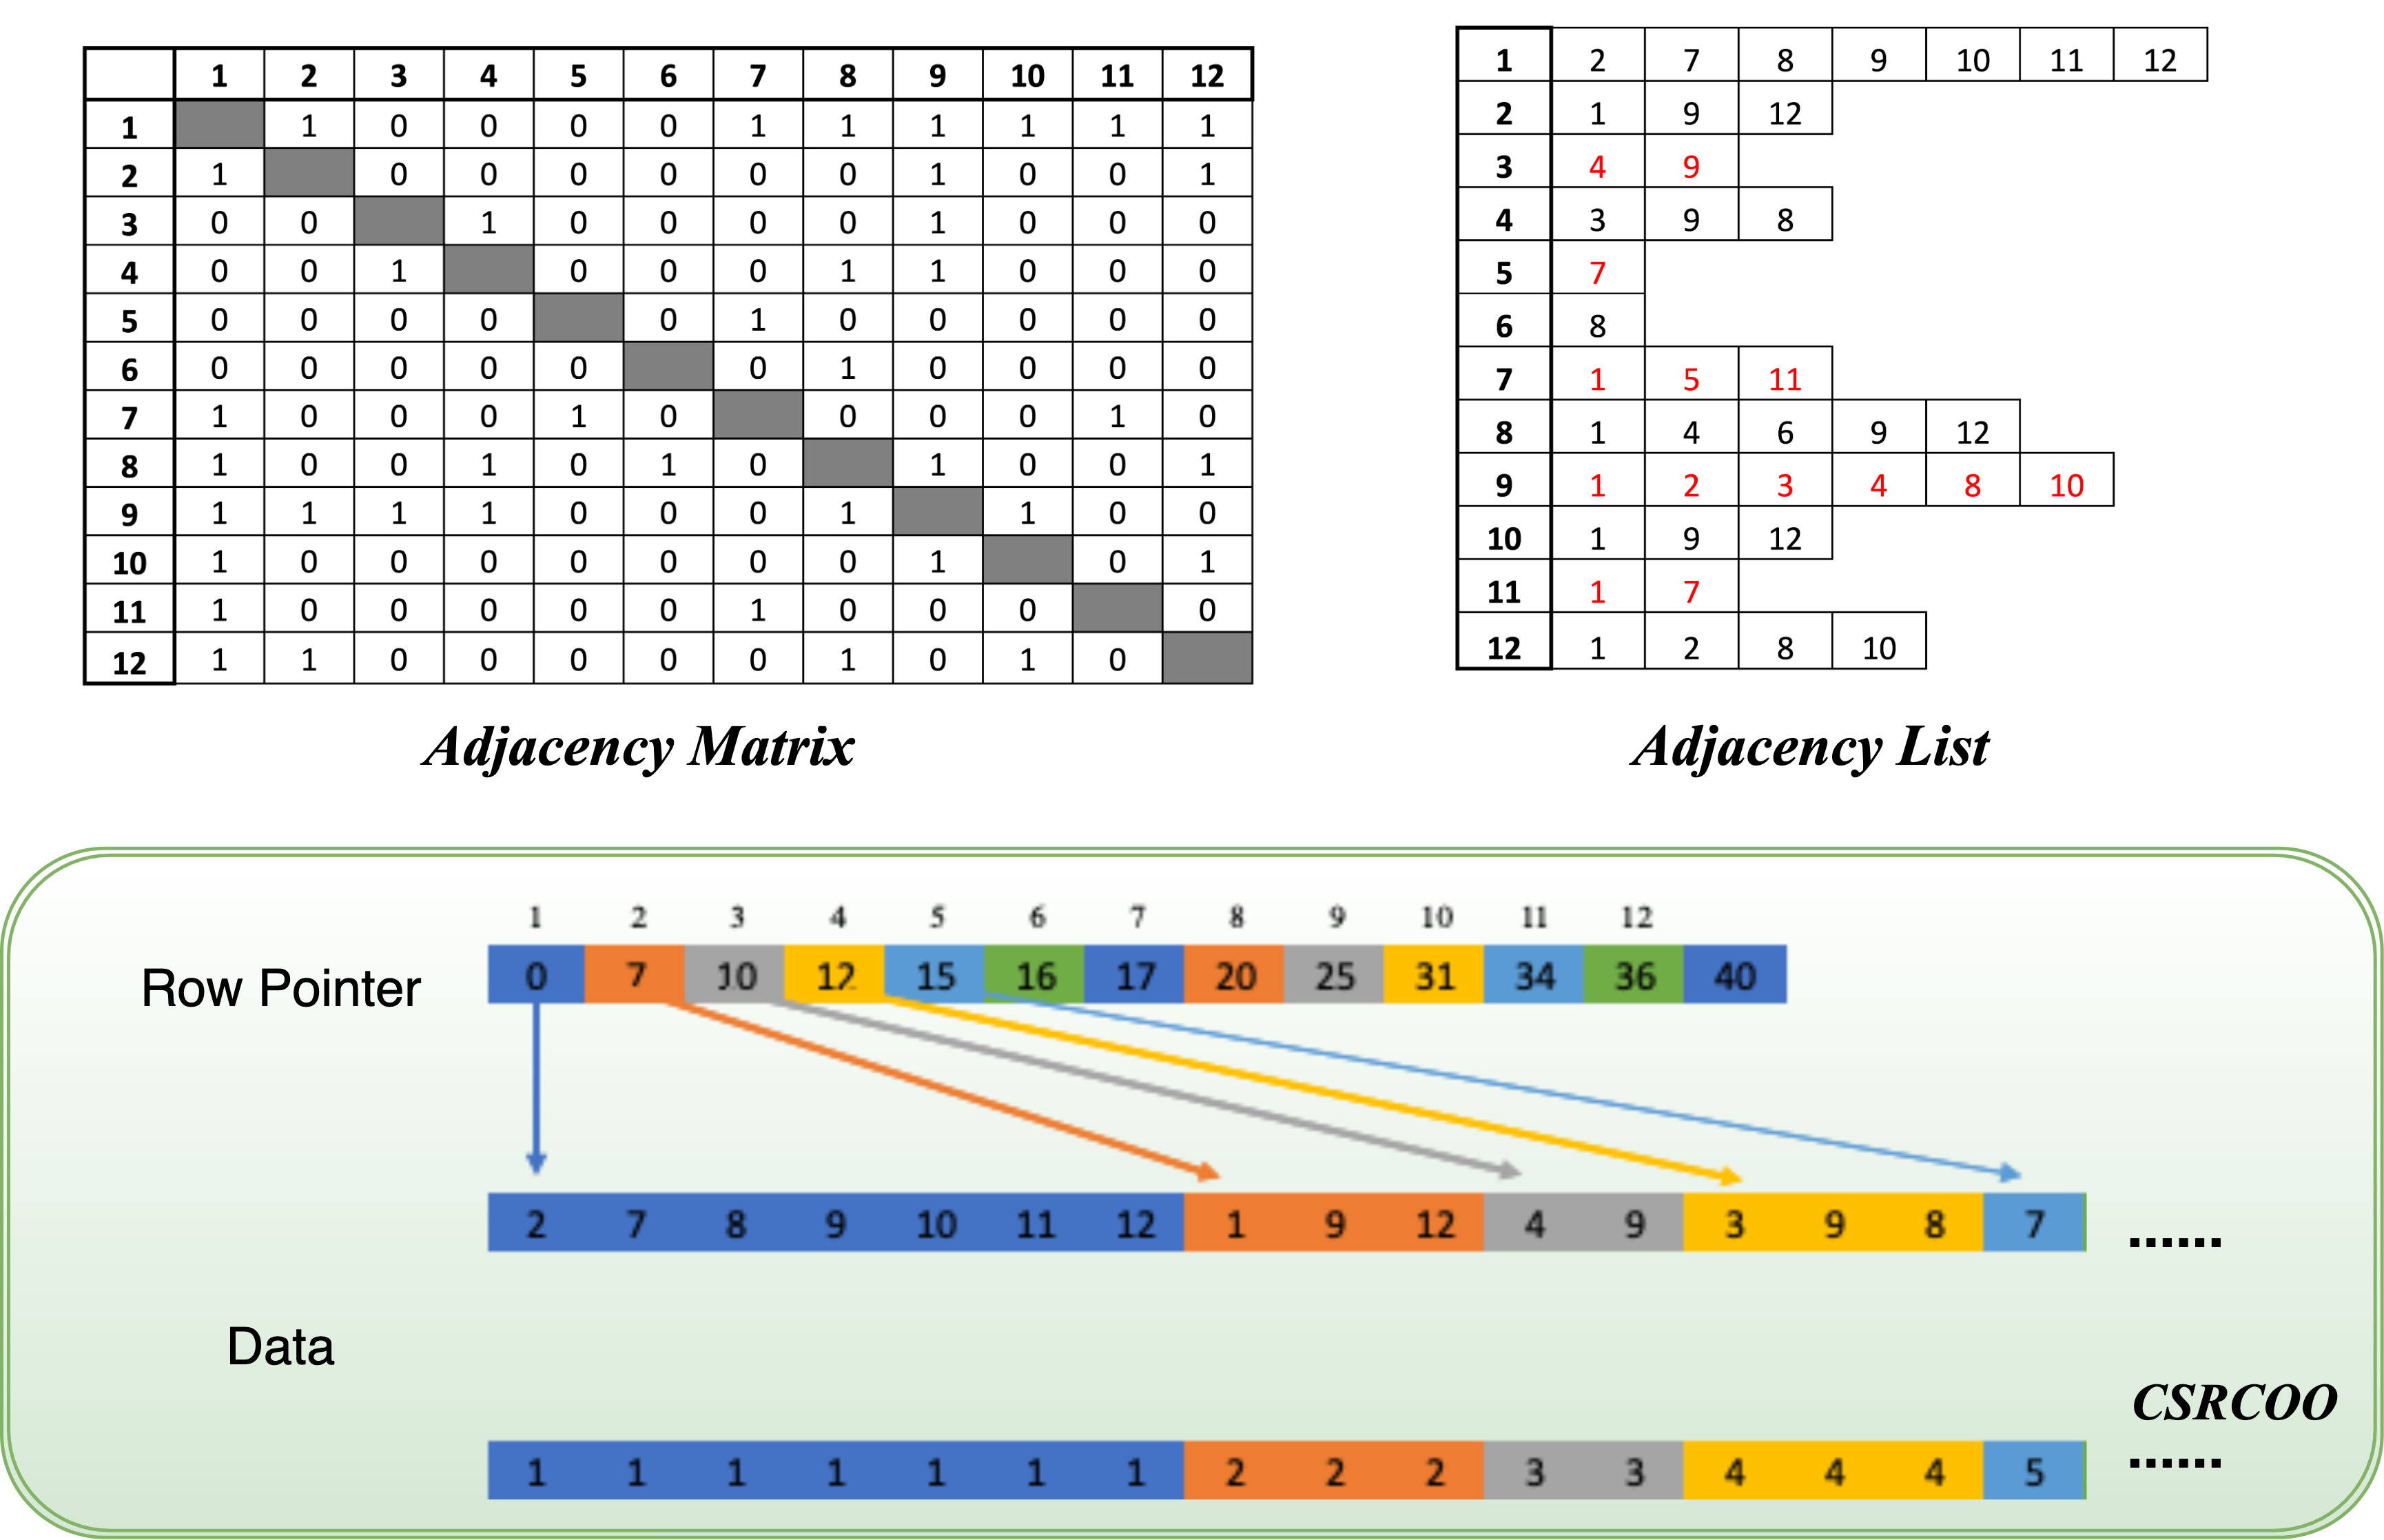 1 2 3 4 5 6 7 8 9 10 11 12
1 1 0 0 0 0 1 1 1 1 1 1
2 1 0 0 0 0 0 0 1 0 0 1
3 0 0 1 0 0 0 0 1 0 0 0
4 0 0 1 0 0 0 1 1 0 0 0
5 0 0 0 0 0 1 0 0 0 0 0
6 0 0 0 0 0 0 1 0 0 0 0
7 1 0 0 0 1 0 0 0 0 1 0
8 1 0 0 1 0 1 0 1 0 0 1
9 1 1 1 1 0 0 0 1 1 0 0
10 1 0 0 0 0 0 0 0 1 0 1
11 1 0 0 0 0 0 1 0 0 0 0
12 1 1 0 0 0 0 0 1 0 1 0
Adjacency Matrix
1 2 7 8 9 10 11 12
2 1 9 12
3 4 9
4 3 9 8
5 7
6 8
7 1 5 11
8 1 4 6 9 12
9 1 2 3 4 8 10
10 1 9 12
11 1 7
12 1 2 8 10
Adjacency List
1 2 3 4 5 6 7 8 9 10 11 12
Row Pointer 0 7 10 12 15 16 17 20 25 31 34 36 40
2 7 8 9 10 11 12 1 9 12 4 9 3 9 8 7 ......
Data
CSRCOO
1 1 1 1 1 1 1 2 2 2 3 3 4 4 4 5 ......